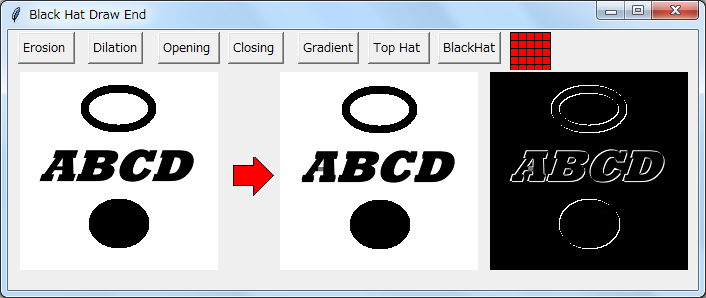 Black Hat Draw End
Erosion Dilation Opening Closing Gradient Top Hat BlackHat
ABCD ABCD ABCD